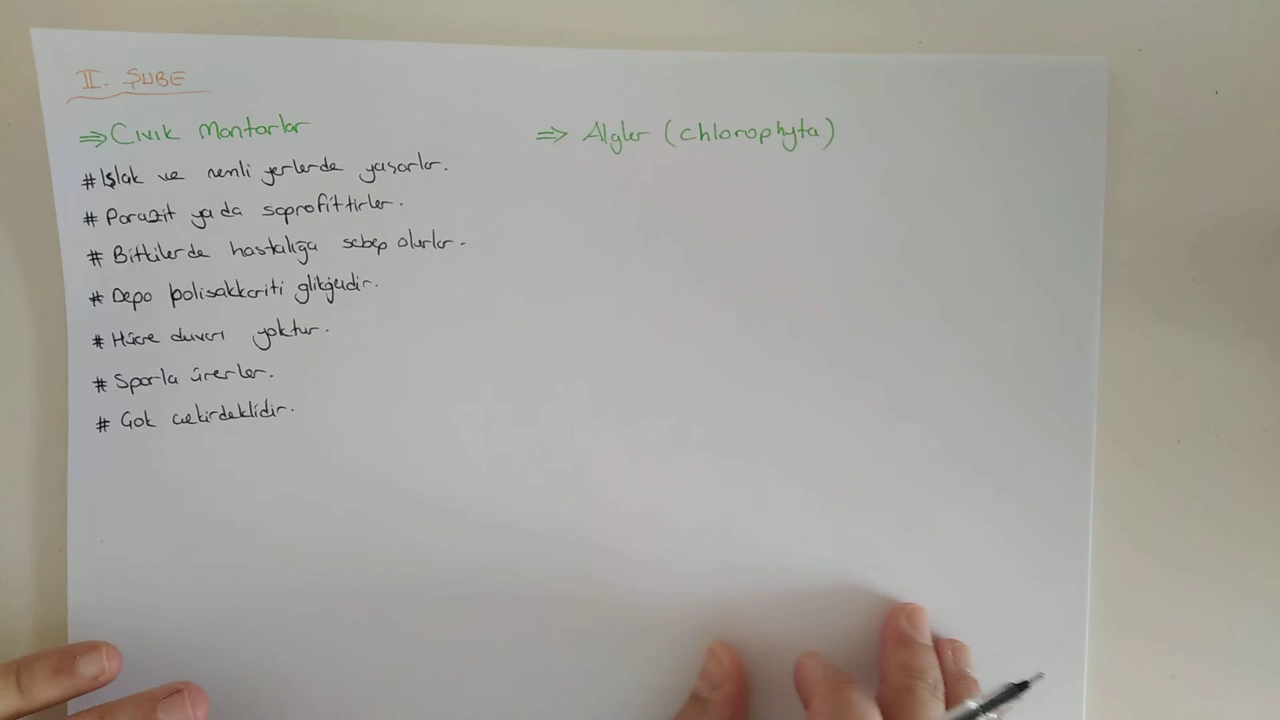 II. ŞUBE
⇒ Cıvık Mantarlar
# Islak ve nemli yerlerde yaşarlar.
# Parazit ya da saprofittirler.
# Bitkilerde hastalığa sebep olurlar.
# Depo polisakkariti glikojendir.
# Hücre duvarı yoktur.
# Sporla ürerler.
# Çok çekirdeklidir.
⇒ Algler (chlorophyta)